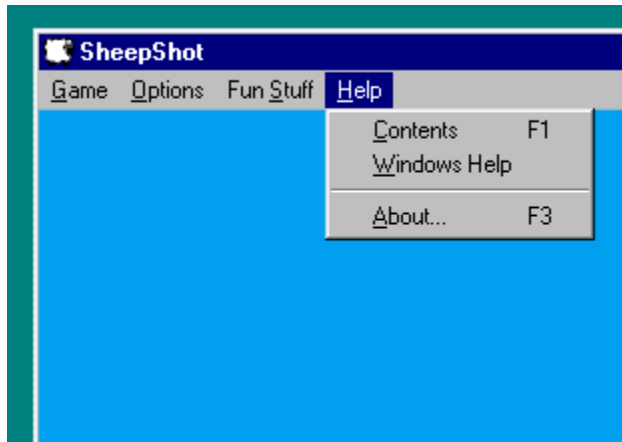 SheepShot
Game Options Fun Stuff Help
Contents F1
Windows Help
About... F3